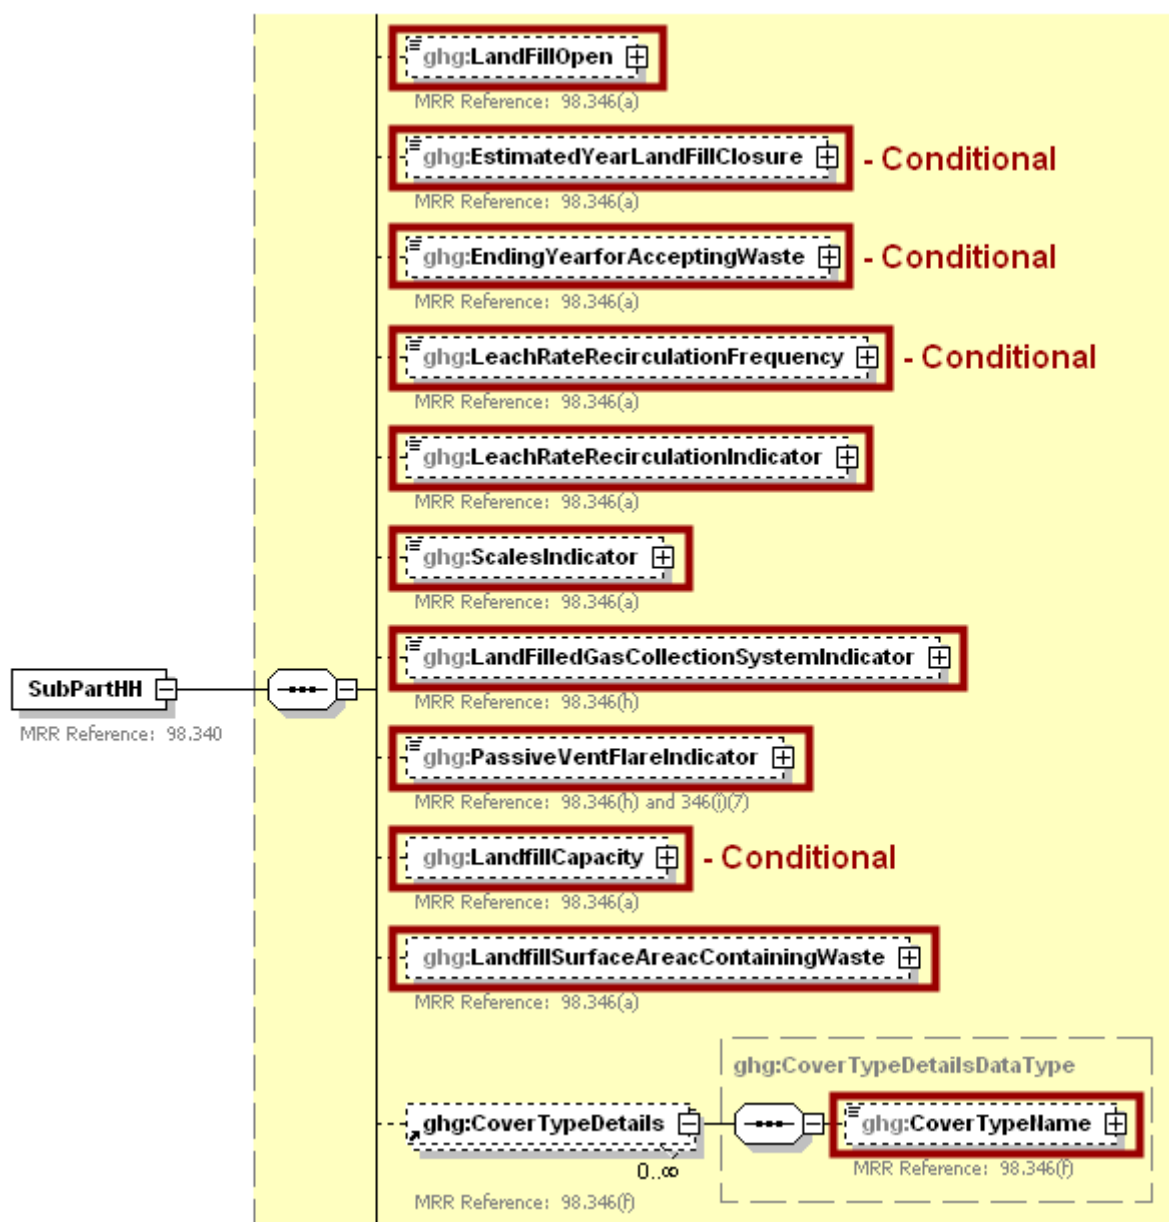 ghg:LandFillOpen
MRR Reference: 98.346(a)
ghg:EstimatedYearLandFillClosure - Conditional
MRR Reference: 98.346(a)
ghg:EndingYearforAcceptingWaste - Conditional
MRR Reference: 98.346(a)
ghg:LeachRateRecirculationFrequency - Conditional
MRR Reference: 98.346(a)
ghg:LeachRateRecirculationIndicator
MRR Reference: 98.346(a)
ghg:ScalesIndicator
MRR Reference: 98.346(a)
ghg:LandFilledGasCollectionSystemIndicator
SubPartHH
MRR Reference: 98.346(h)
MRR Reference: 98.340
ghg:PassiveVentFlareIndicator
MRR Reference: 98.346(h) and 346(i)(7)
ghg:LandfillCapacity - Conditional
MRR Reference: 98.346(a)
ghg:LandfillSurfaceAreacContainingWaste
MRR Reference: 98.346(a)
ghg:CoverTypeDetailsDataType
ghg:CoverTypeDetails ghg:CoverTypeName
0..∞ MRR Reference: 98.346(f)
MRR Reference: 98.346(f)